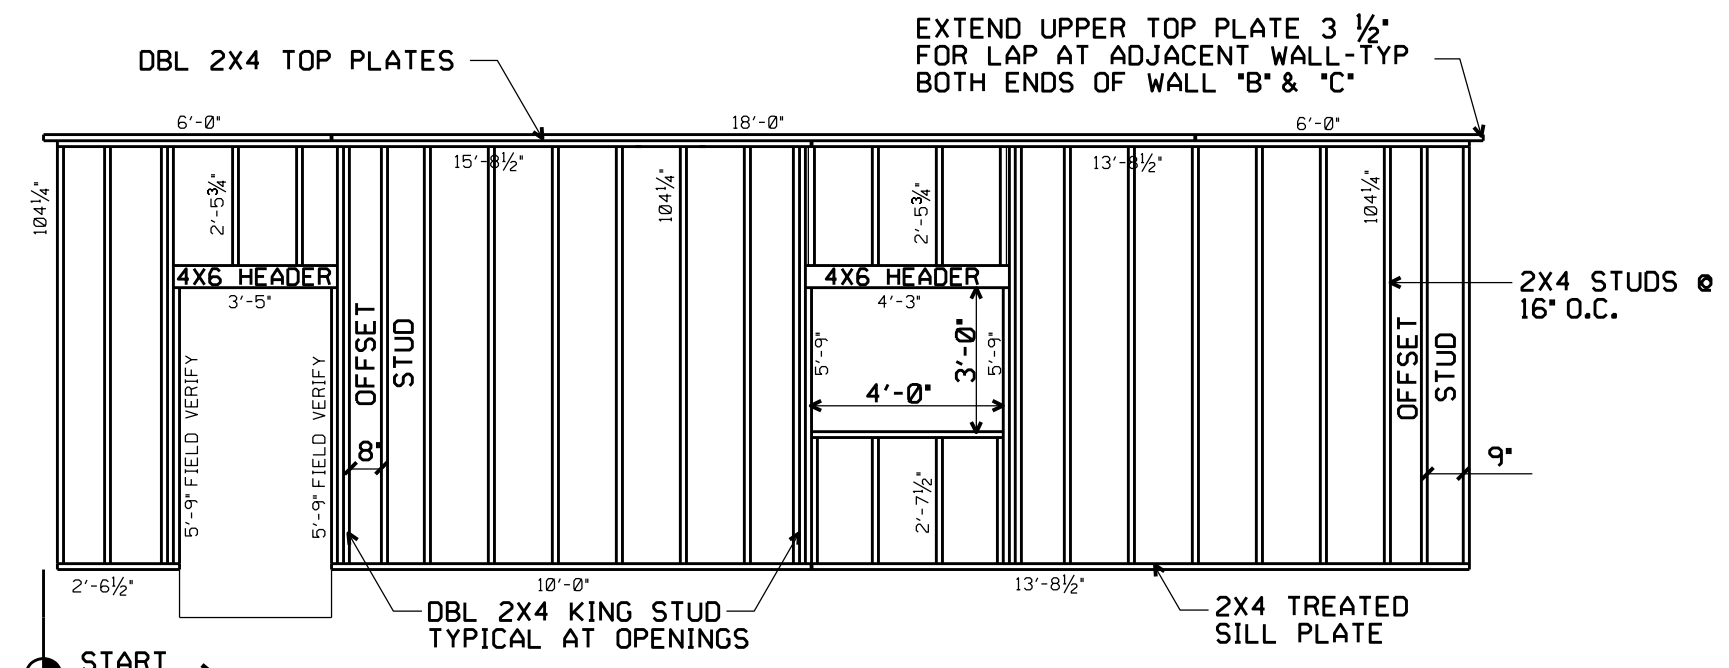 EXTEND UPPER TOP PLATE 3 ½"
FOR LAP AT ADJACENT WALL-TYP
BOTH ENDS OF WALL "B" & "C"
DBL 2X4 TOP PLATES
6'-0"
18'-0"
6'-0"
15'-8½"
13'-8½"
104¼"
2'-5¾"
104¼"
2'-5¾"
104¼"
4X6 HEADER
3'-5"
4X6 HEADER
4'-3"
2X4 STUDS @
16" O.C.
5'-9" FIELD VERIFY
5'-9" FIELD VERIFY
OFFSET
STUD
8"
5'-9"
3'-0"
5'-9"
4'-0"
OFFSET
STUD
9"
2'-7½"
2'-6½"
10'-0"
13'-8½"
DBL 2X4 KING STUD
TYPICAL AT OPENINGS
2X4 TREATED
SILL PLATE
START